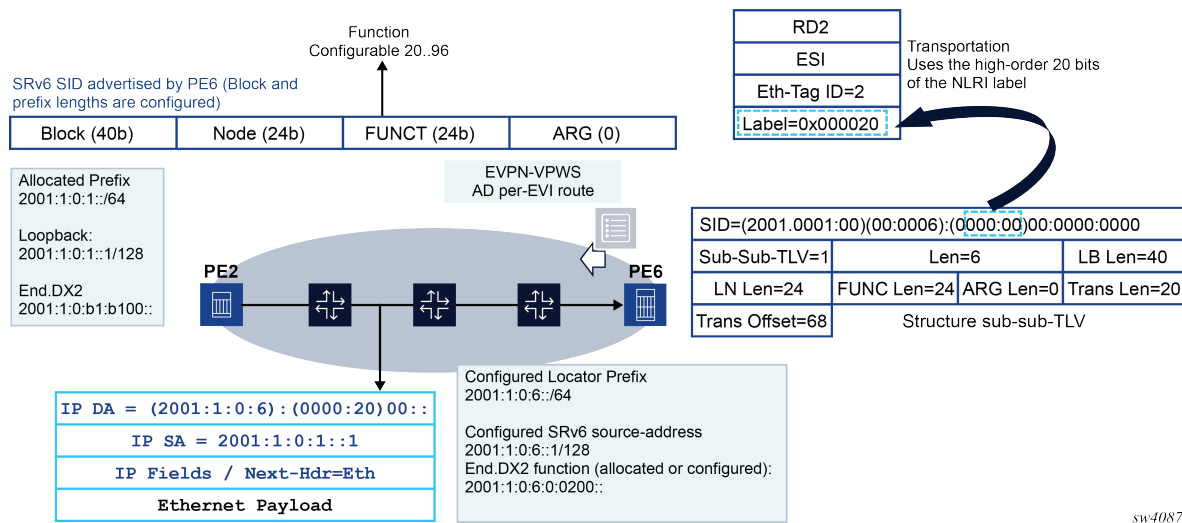 Function
Configurable 20..96
SRv6 SID advertised by PE6 (Block and
prefix lengths are configured)
Block (40b)
Node (24b)
FUNCT (24b)
ARG (0)
Allocated Prefix
2001:1:0:1::/64
Loopback:
2001:1:0:1::1/128
End.DX2
2001:1:0:b1:b100::
EVPN-VPWS
AD per-EVI route
PE2
PE6
IP DA = (2001:1:0:6):(0000:20)00::
IP SA = 2001:1:0:1::1
IP Fields / Next-Hdr=Eth
Ethernet Payload
Configured Locator Prefix
2001:1:0:6::/64
Configured SRv6 source-address
2001:1:0:6::1/128
End.DX2 function (allocated or configured):
2001:1:0:6:0:0200::
RD2
ESI
Eth-Tag ID=2
Label=0x000020
Transportation
Uses the high-order 20 bits
of the NLRI label
SID=(2001.0001:00)(00:0006):(0000:00)00:0000:0000
Sub-Sub-TLV=1
Len=6
LB Len=40
LN Len=24
FUNC Len=24
ARG Len=0
Trans Len=20
Trans Offset=68
Structure sub-sub-TLV
sw4087